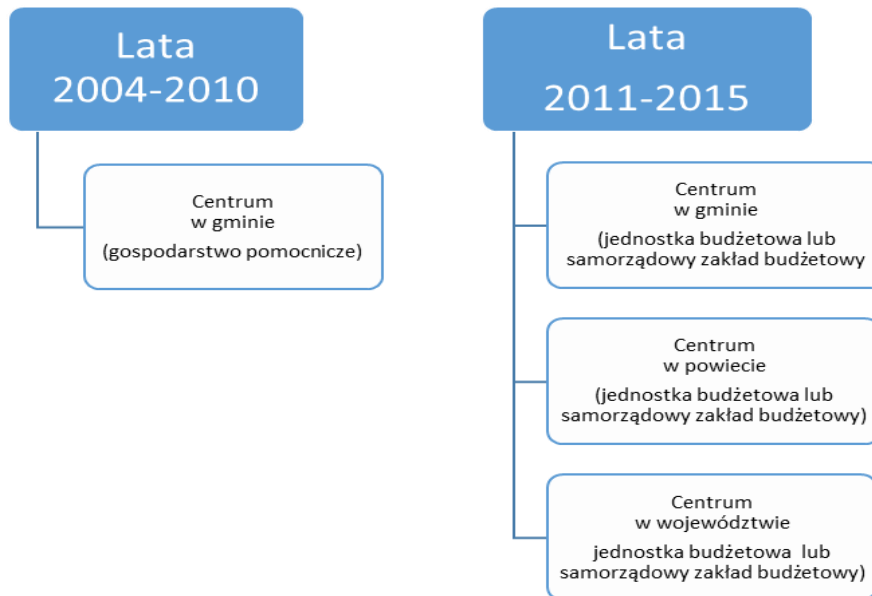 Lata
2004-2010
Centrum
w gminie
(gospodarstwo pomocnicze)
Lata
2011-2015
Centrum
w gminie
(jednostka budżetowa lub
samorządowy zakład budżetowy
Centrum
w powiecie
(jednostka budżetowa lub
samorządowy zakład budżetowy)
Centrum
w województwie
jednostka budżetowa lub
samorządowy zakład budżetowy)